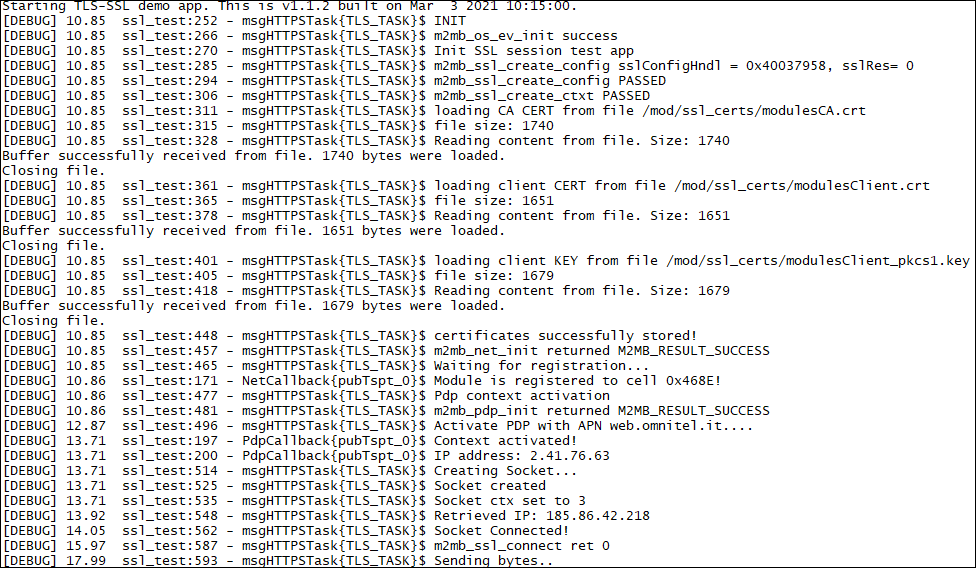 Starting TLS-SSL demo app. This is v1.1.2 built on Mar  3 2021 10:15:00.
[DEBUG] 10.85  ssl_test:252 - msgHTTPSTask{TLS_TASK}$ INIT
[DEBUG] 10.85  ssl_test:266 - msgHTTPSTask{TLS_TASK}$ m2mb_os_ev_init success
[DEBUG] 10.85  ssl_test:270 - msgHTTPSTask{TLS_TASK}$ Init SSL session test app
[DEBUG] 10.85  ssl_test:285 - msgHTTPSTask{TLS_TASK}$ m2mb_ssl_create_config sslConfigHndl = 0x40037958, sslRes= 0
[DEBUG] 10.85  ssl_test:294 - msgHTTPSTask{TLS_TASK}$ m2mb_ssl_create_config PASSED
[DEBUG] 10.85  ssl_test:306 - msgHTTPSTask{TLS_TASK}$ m2mb_ssl_create_ctxt PASSED
[DEBUG] 10.85  ssl_test:311 - msgHTTPSTask{TLS_TASK}$ loading CA CERT from file /mod/ssl_certs/modulesCA.crt
[DEBUG] 10.85  ssl_test:315 - msgHTTPSTask{TLS_TASK}$ file size: 1740
[DEBUG] 10.85  ssl_test:328 - msgHTTPSTask{TLS_TASK}$ Reading content from file. Size: 1740
Buffer successfully received from file. 1740 bytes were loaded.
Closing file.
[DEBUG] 10.85  ssl_test:361 - msgHTTPSTask{TLS_TASK}$ loading client CERT from file /mod/ssl_certs/modulesClient.crt
[DEBUG] 10.85  ssl_test:365 - msgHTTPSTask{TLS_TASK}$ file size: 1651
[DEBUG] 10.85  ssl_test:378 - msgHTTPSTask{TLS_TASK}$ Reading content from file. Size: 1651
Buffer successfully received from file. 1651 bytes were loaded.
Closing file.
[DEBUG] 10.85  ssl_test:401 - msgHTTPSTask{TLS_TASK}$ loading client KEY from file /mod/ssl_certs/modulesClient_pkcs1.key
[DEBUG] 10.85  ssl_test:405 - msgHTTPSTask{TLS_TASK}$ file size: 1679
[DEBUG] 10.85  ssl_test:418 - msgHTTPSTask{TLS_TASK}$ Reading content from file. Size: 1679
Buffer successfully received from file. 1679 bytes were loaded.
Closing file.
[DEBUG] 10.85  ssl_test:448 - msgHTTPSTask{TLS_TASK}$ certificates successfully stored!
[DEBUG] 10.85  ssl_test:457 - msgHTTPSTask{TLS_TASK}$ m2mb_net_init returned M2MB_RESULT_SUCCESS
[DEBUG] 10.85  ssl_test:465 - msgHTTPSTask{TLS_TASK}$ Waiting for registration...
[DEBUG] 10.86  ssl_test:171 - NetCallback{pubTspt_0}$ Module is registered to cell 0x468E!
[DEBUG] 10.86  ssl_test:477 - msgHTTPSTask{TLS_TASK}$ Pdp context activation
[DEBUG] 10.86  ssl_test:481 - msgHTTPSTask{TLS_TASK}$ m2mb_pdp_init returned M2MB_RESULT_SUCCESS
[DEBUG] 12.87  ssl_test:496 - msgHTTPSTask{TLS_TASK}$ Activate PDP with APN web.omnitel.it....
[DEBUG] 13.71  ssl_test:197 - PdpCallback{pubTspt_0}$ Context activated!
[DEBUG] 13.71  ssl_test:200 - PdpCallback{pubTspt_0}$ IP address: 2.41.76.63
[DEBUG] 13.71  ssl_test:514 - msgHTTPSTask{TLS_TASK}$ Creating Socket...
[DEBUG] 13.71  ssl_test:525 - msgHTTPSTask{TLS_TASK}$ Socket created
[DEBUG] 13.71  ssl_test:535 - msgHTTPSTask{TLS_TASK}$ Socket ctx set to 3
[DEBUG] 13.92  ssl_test:548 - msgHTTPSTask{TLS_TASK}$ Retrieved IP: 185.86.42.218
[DEBUG] 14.05  ssl_test:562 - msgHTTPSTask{TLS_TASK}$ Socket Connected!
[DEBUG] 15.97  ssl_test:587 - msgHTTPSTask{TLS_TASK}$ m2mb_ssl_connect ret 0
[DEBUG] 17.99  ssl_test:593 - msgHTTPSTask{TLS_TASK}$ Sending bytes..